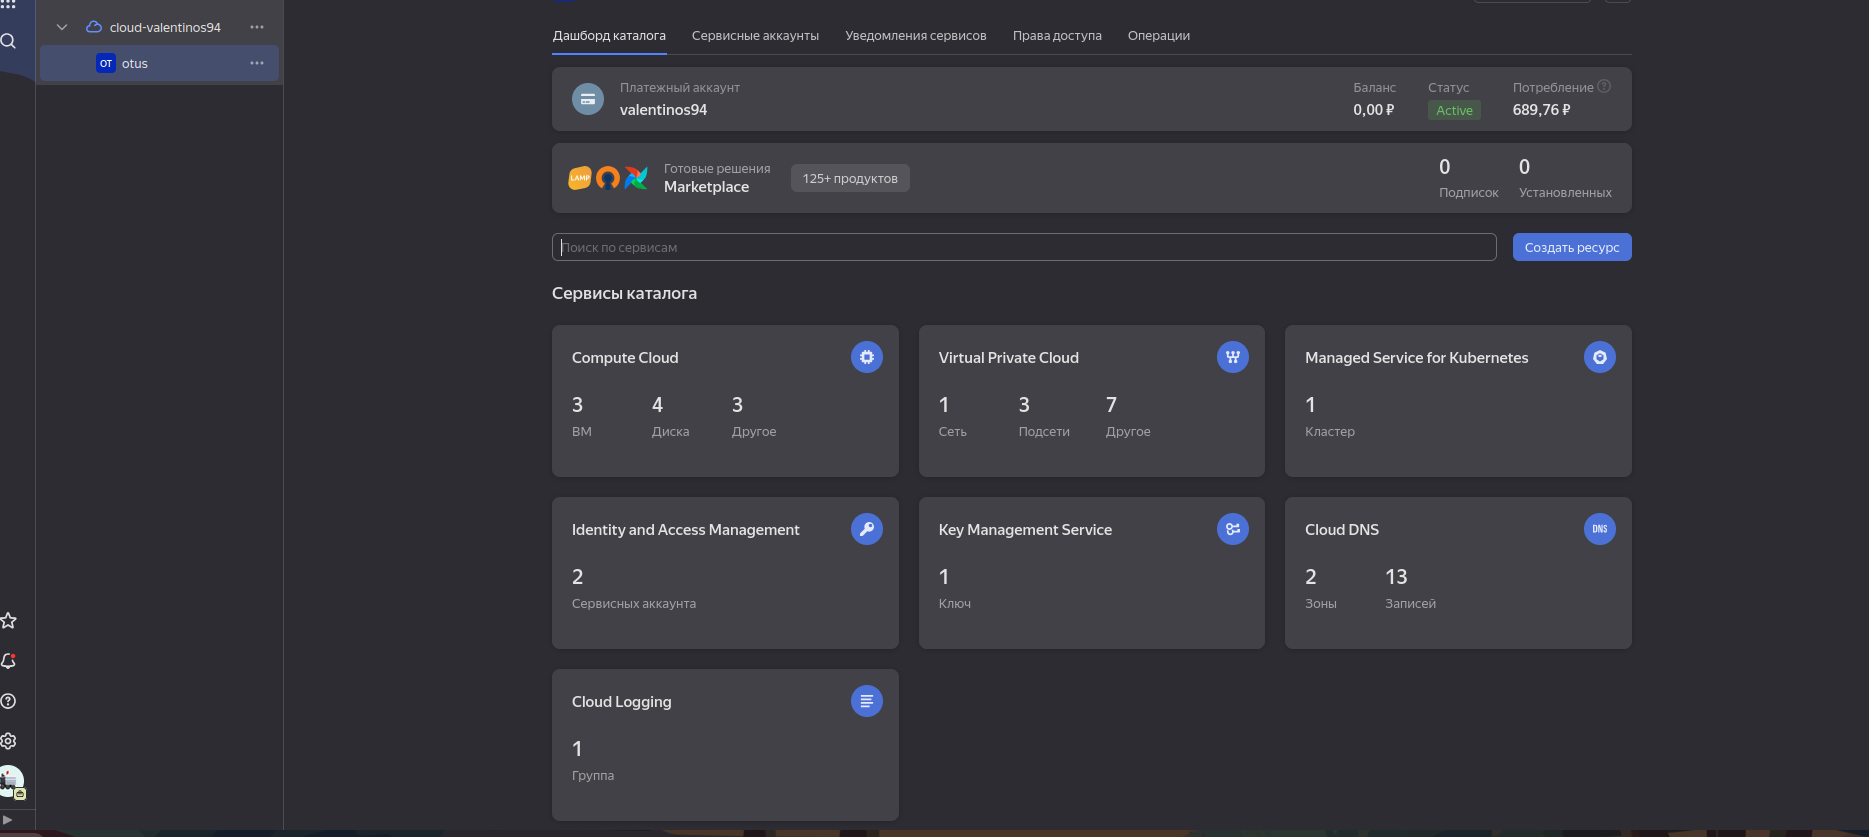 cloud-valentinos94
OT otus
Дашборд каталога Сервисные аккаунты Уведомления сервисов Права доступа Операции
Платежный аккаунт
valentinos94
Баланс
0,00 ₽
Статус
Active
Потребление
689,76 ₽
LAMP
Готовые решения
Marketplace
125+ продуктов
0
Подписок
0
Установленных
Поиск по сервисам
Создать ресурс
Сервисы каталога
Compute Cloud
3 4 3
ВМ Диска Другое
Virtual Private Cloud
1 3 7
Сеть Подсети Другое
Managed Service for Kubernetes
1
Кластер
Identity and Access Management
2
Сервисных аккаунта
Key Management Service
1
Ключ
Cloud DNS
DNS
2 13
Зоны Записей
Cloud Logging
1
Группа